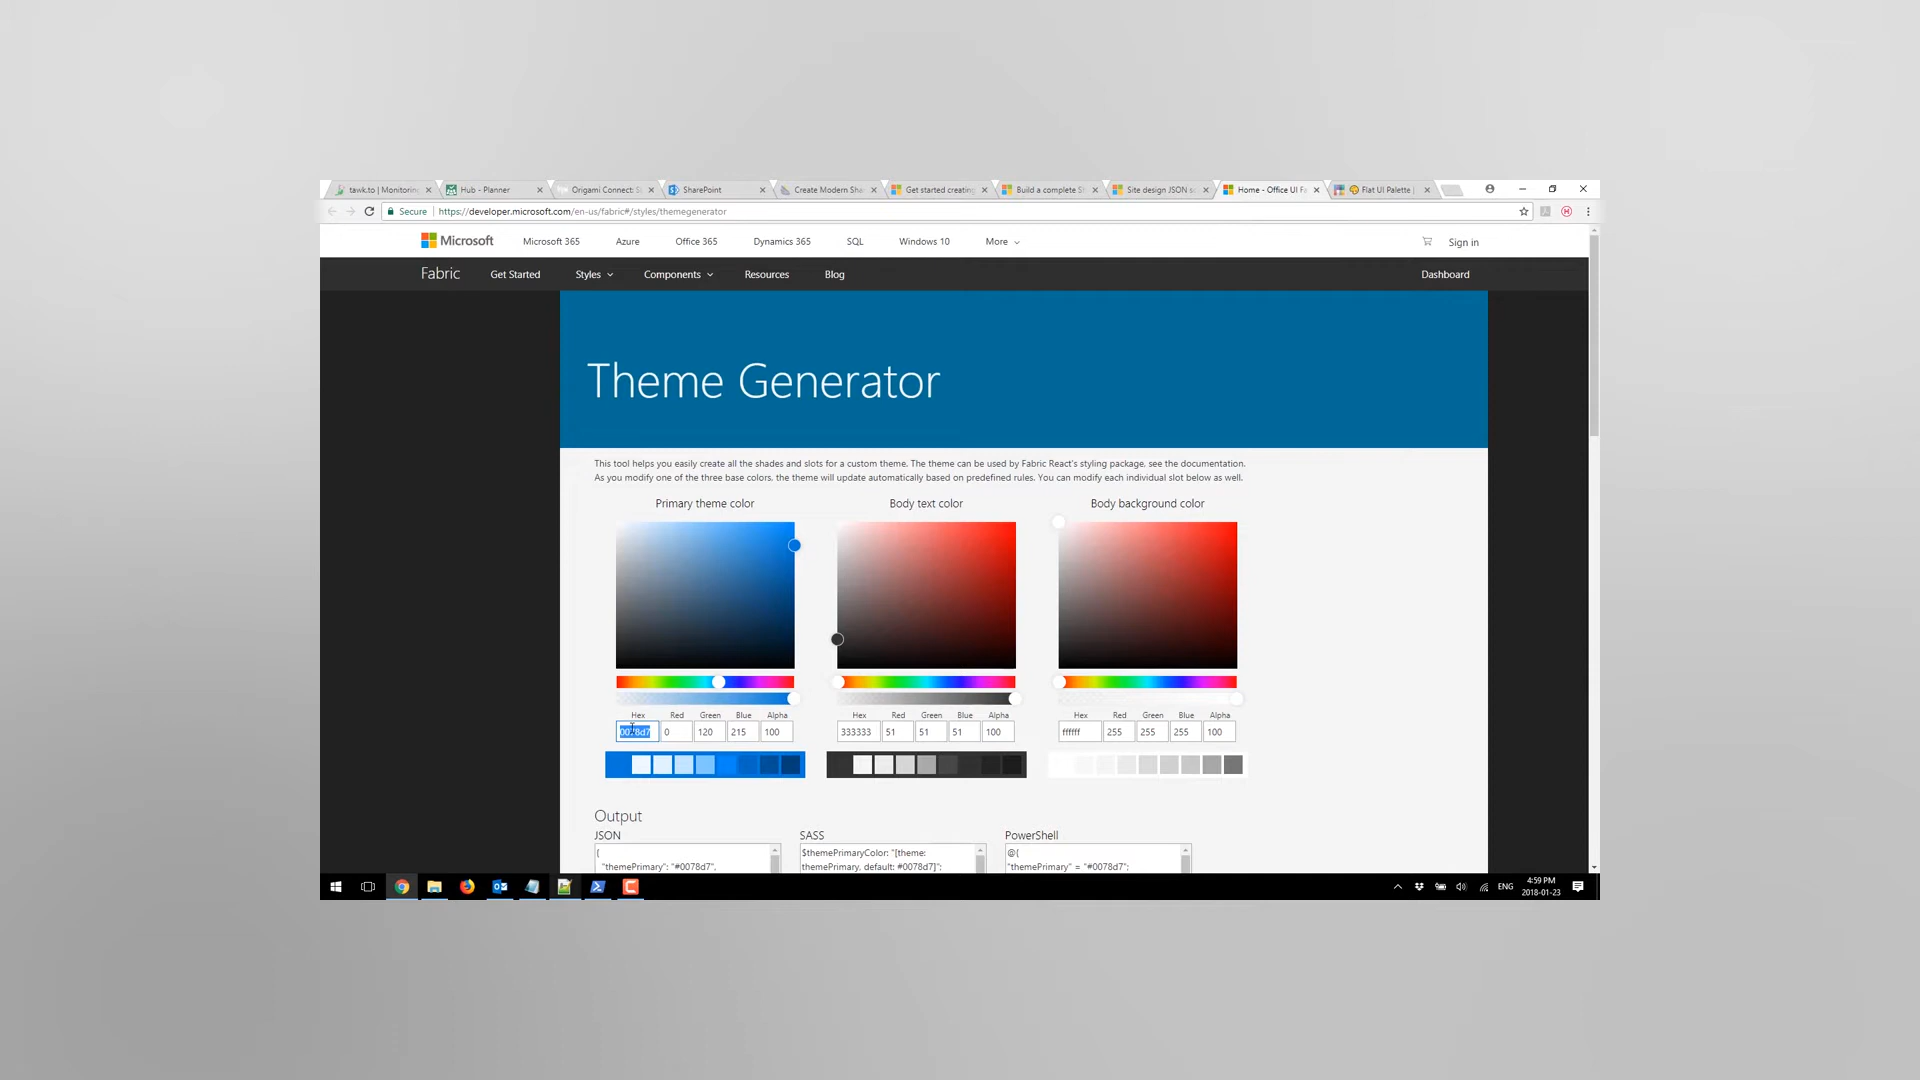 tawk.to | Monitoring
Hub - Planner
Origami Connect: S
SharePoint
Create Modern Sha
Get started creating
Build a complete S
Site design JSON sc
Home - Office UI Fa
Flat UI Palette |
Secure
https://developer.microsoft.com/en-us/fabric#/styles/themegenerator
Microsoft
Microsoft 365
Azure
Office 365
Dynamics 365
SQL
Windows 10
More
Sign in
Fabric
Get Started
Styles
Components
Resources
Blog
Dashboard
Theme Generator
This tool helps you easily create all the shades and slots for a custom theme. The theme can be used by Fabric React's styling package, see the documentation.
As you modify one of the three base colors, the theme will update automatically based on predefined rules. You can modify each individual slot below as well.
Primary theme color
Body text color
Body background color
Hex Red Green Blue Alpha
0078d7 0 120 215 100
Hex Red Green Blue Alpha
333333 51 51 51 100
Hex Red Green Blue Alpha
ffffff 255 255 255 100
Output
JSON
{
"themePrimary": "#0078d7",
SASS
$themePrimaryColor: "[theme:
themePrimary, default: #0078d7]";
PowerShell
@{
"themePrimary" = "#0078d7";
ENG
4:59 PM
2018-01-23